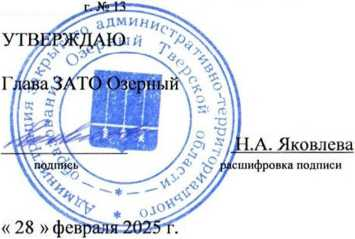 г. № 13
УТВЕРЖДАЮ
Глава ЗАТО Озерный
Администрация закрытого административно-территориального
образования Озерный Тверской области
Н.А. Яковлева
подпись расшифровка подписи
« 28 » февраля 2025 г.